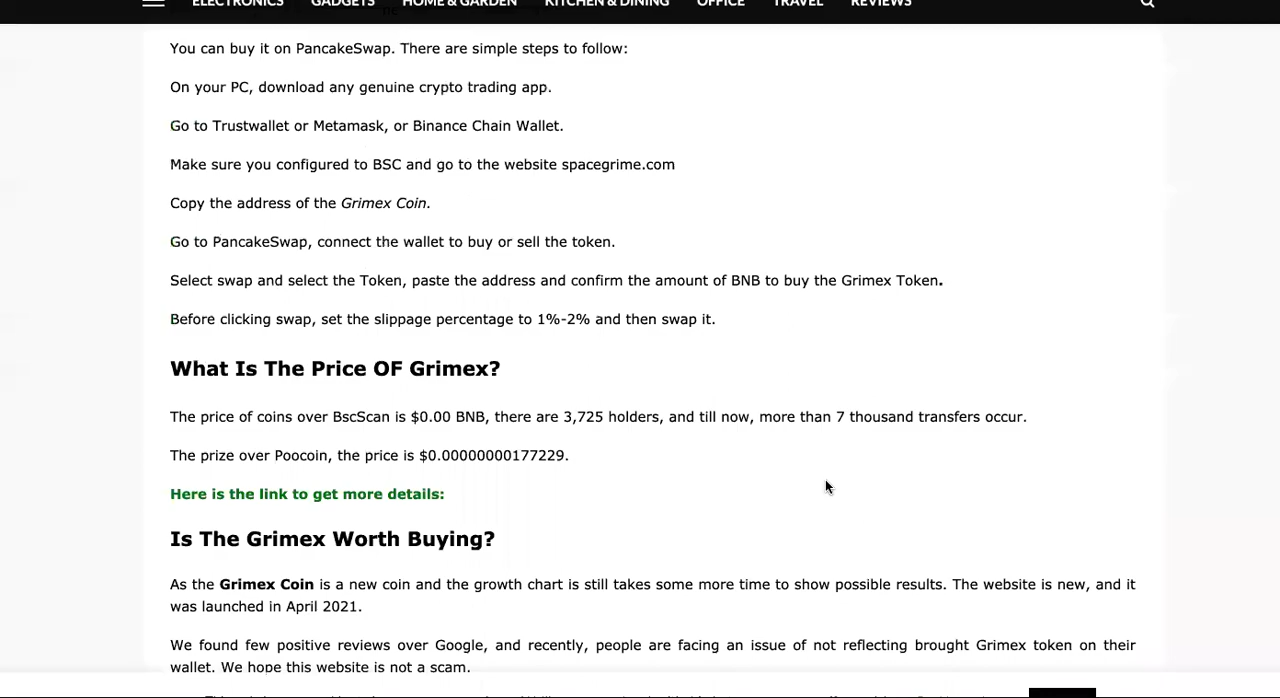 ELECTRONICS GADGETS HOME & GARDEN KITCHEN & DINING OFFICE TRAVEL REVIEWS
You can buy it on PancakeSwap. There are simple steps to follow:
On your PC, download any genuine crypto trading app.
Go to Trustwallet or Metamask, or Binance Chain Wallet.
Make sure you configured to BSC and go to the website spacegrime.com
Copy the address of the Grimex Coin.
Go to PancakeSwap, connect the wallet to buy or sell the token.
Select swap and select the Token, paste the address and confirm the amount of BNB to buy the Grimex Token.
Before clicking swap, set the slippage percentage to 1%-2% and then swap it.
What Is The Price OF Grimex?
The price of coins over BscScan is $0.00 BNB, there are 3,725 holders, and till now, more than 7 thousand transfers occur.
The prize over Poocoin, the price is $0.00000000177229.
Here is the link to get more details:
Is The Grimex Worth Buying?
As the Grimex Coin is a new coin and the growth chart is still takes some more time to show possible results. The website is new, and it
was launched in April 2021.
We found few positive reviews over Google, and recently, people are facing an issue of not reflecting brought Grimex token on their
wallet. We hope this website is not a scam.